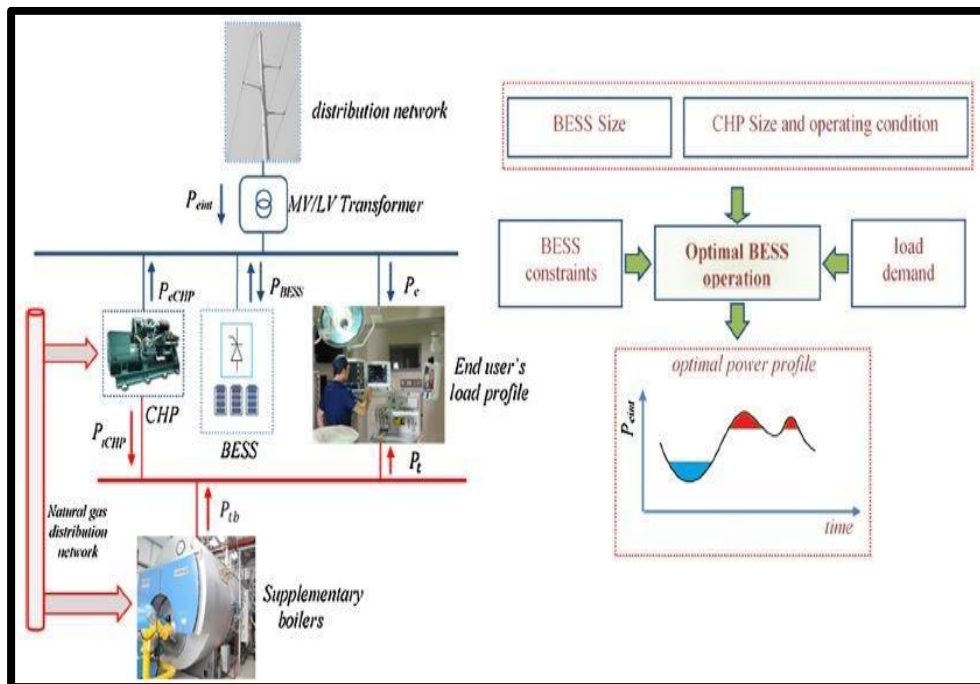 distribution network
P_eint
MV/LV Transformer
P_eCHP
P_BESS
P_e
CHP
BESS
End user's
load profile
P_tCHP
P_t
Natural gas
distribution
network
P_tb
Supplementary
boilers
BESS Size
CHP Size and operating condition
BESS
constraints
Optimal BESS
operation
load
demand
optimal power profile
P_eint
time